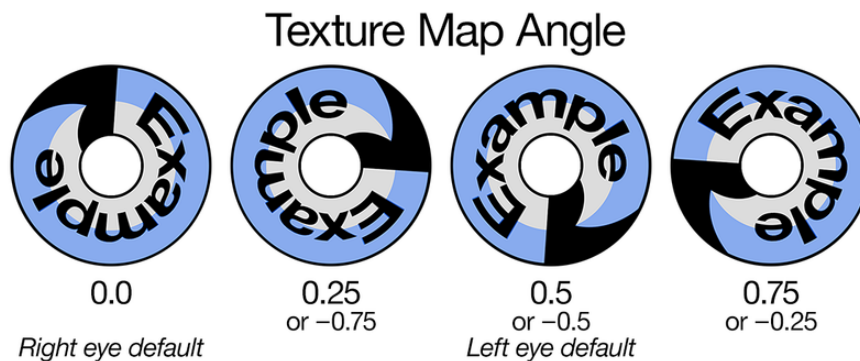 Texture Map Angle
Example
Example
Example
Example
0.0
0.25
0.5
0.75
or −0.75
or −0.5
or −0.25
Right eye default
Left eye default